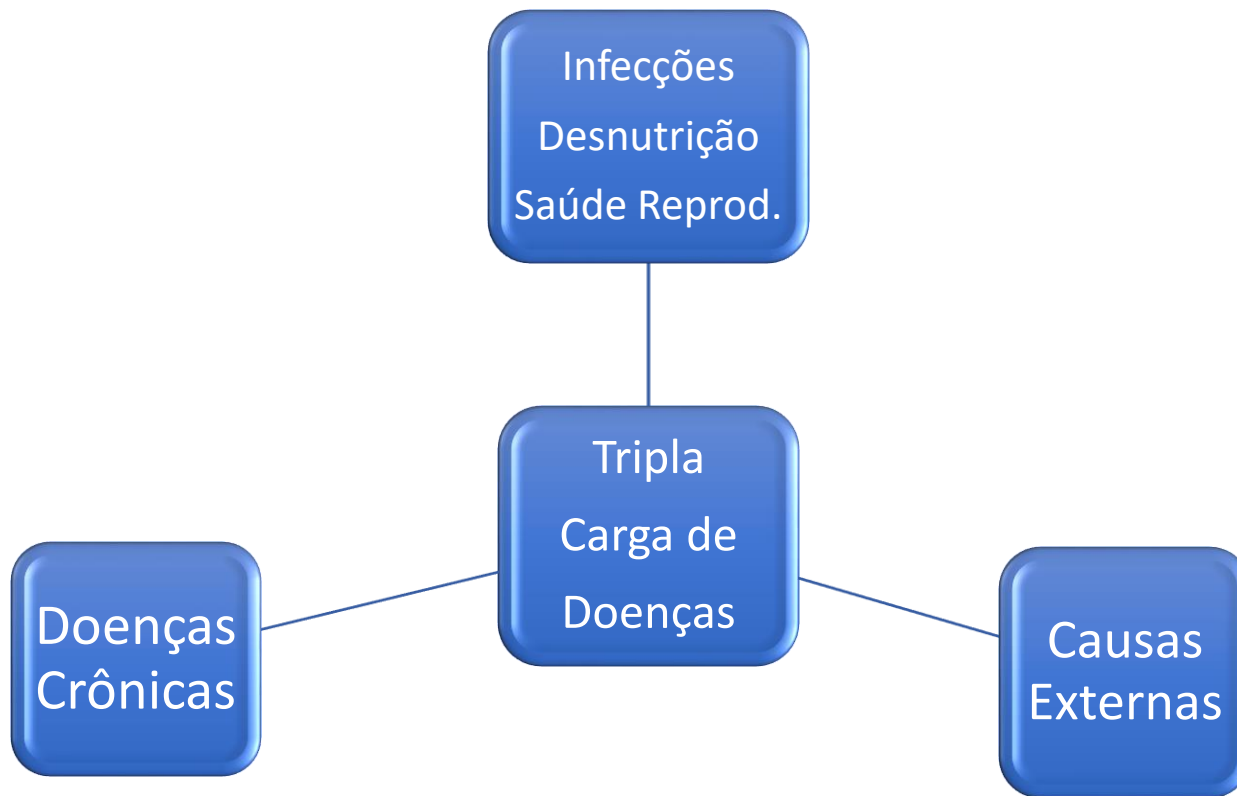 Infecções
Desnutrição
Saúde Reprod.
Tripla
Carga de
Doenças
Doenças
Crônicas
Causas
Externas